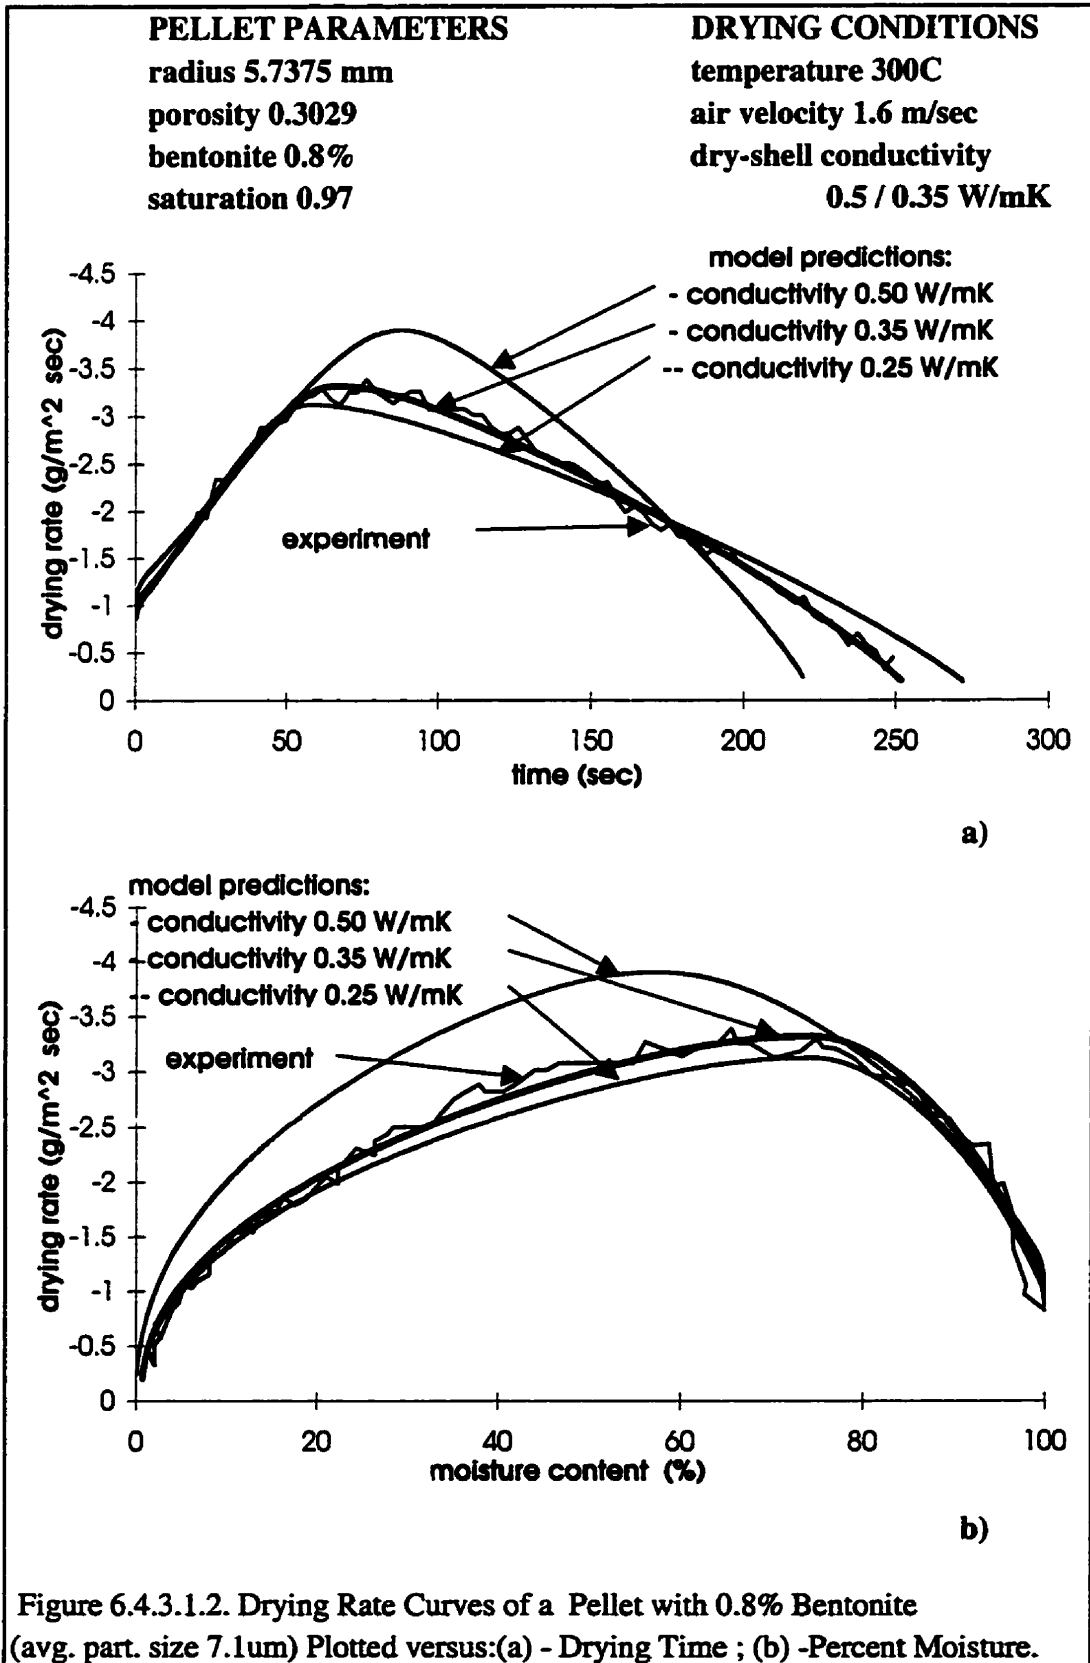 PELLET PARAMETERS
radius 5.7375 mm
porosity 0.3029
bentonite 0.8%
saturation 0.97
DRYING CONDITIONS
temperature 300C
air velocity 1.6 m/sec
dry-shell conductivity
0.5 / 0.35 W/mK
model predictions:
- conductivity 0.50 W/mK
- conductivity 0.35 W/mK
-- conductivity 0.25 W/mK
experiment
drying rate (g/m^2 sec)
-4.5
-4
-3.5
-3
-2.5
-2
-1.5
-1
-0.5
0
0 50 100 150 200 250 300
time (sec)
a)
model predictions:
- conductivity 0.50 W/mK
- conductivity 0.35 W/mK
-- conductivity 0.25 W/mK
experiment
drying rate (g/m^2 sec)
-4.5
-4
-3.5
-3
-2.5
-2
-1.5
-1
-0.5
0
0 20 40 60 80 100
moisture content (%)
b)
Figure 6.4.3.1.2. Drying Rate Curves of a Pellet with 0.8% Bentonite
(avg. part. size 7.1um) Plotted versus:(a) - Drying Time ; (b) -Percent Moisture.